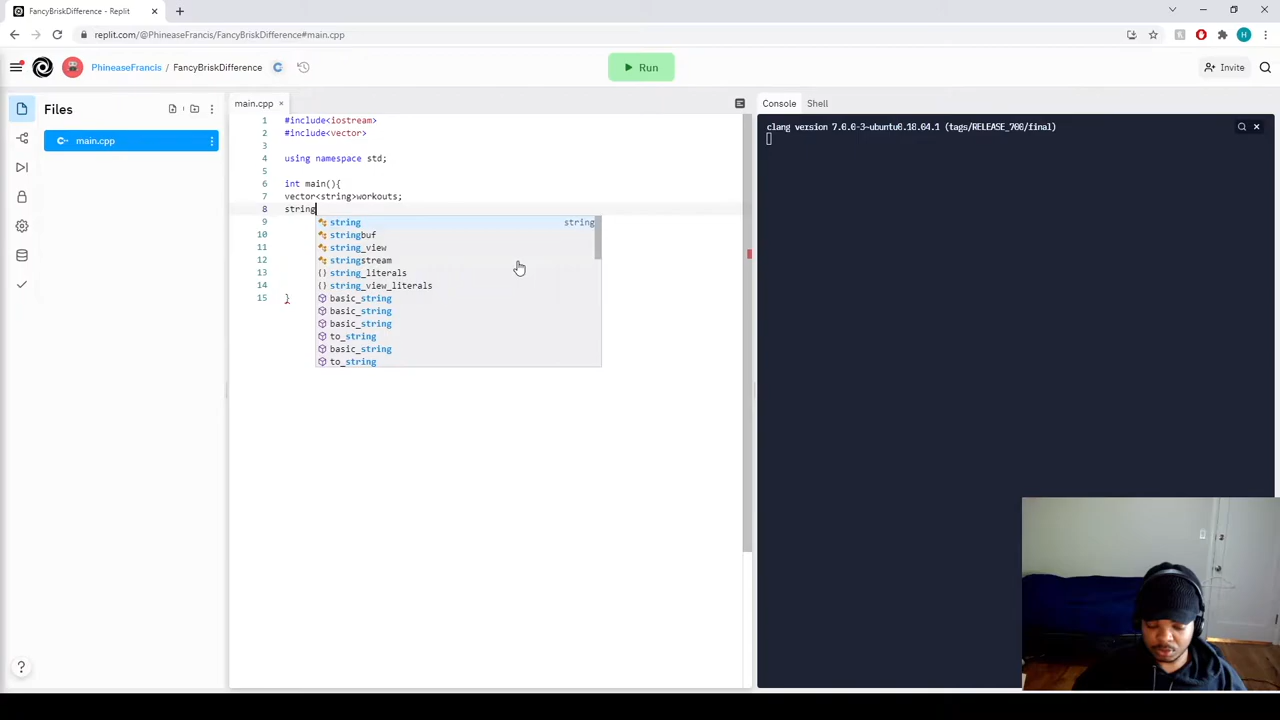 FancyBriskDifference - Replit
replit.com/@PhineaseFrancis/FancyBriskDifference#main.cpp
H
PhineaseFrancis / FancyBriskDifference
Run
Invite
Files
main.cpp
main.cpp
1 #include<iostream>
2 #include<vector>
3
4 using namespace std;
5
6 int main(){
7 vector<string>workouts;
8 string
9
10
11
12
13
14
15 }
string string
stringbuf
string_view
stringstream
() string_literals
() string_view_literals
basic_string
basic_string
basic_string
to_string
basic_string
to_string
Console Shell
clang version 7.0.0-3~ubuntu0.18.04.1 (tags/RELEASE_700/final)
?